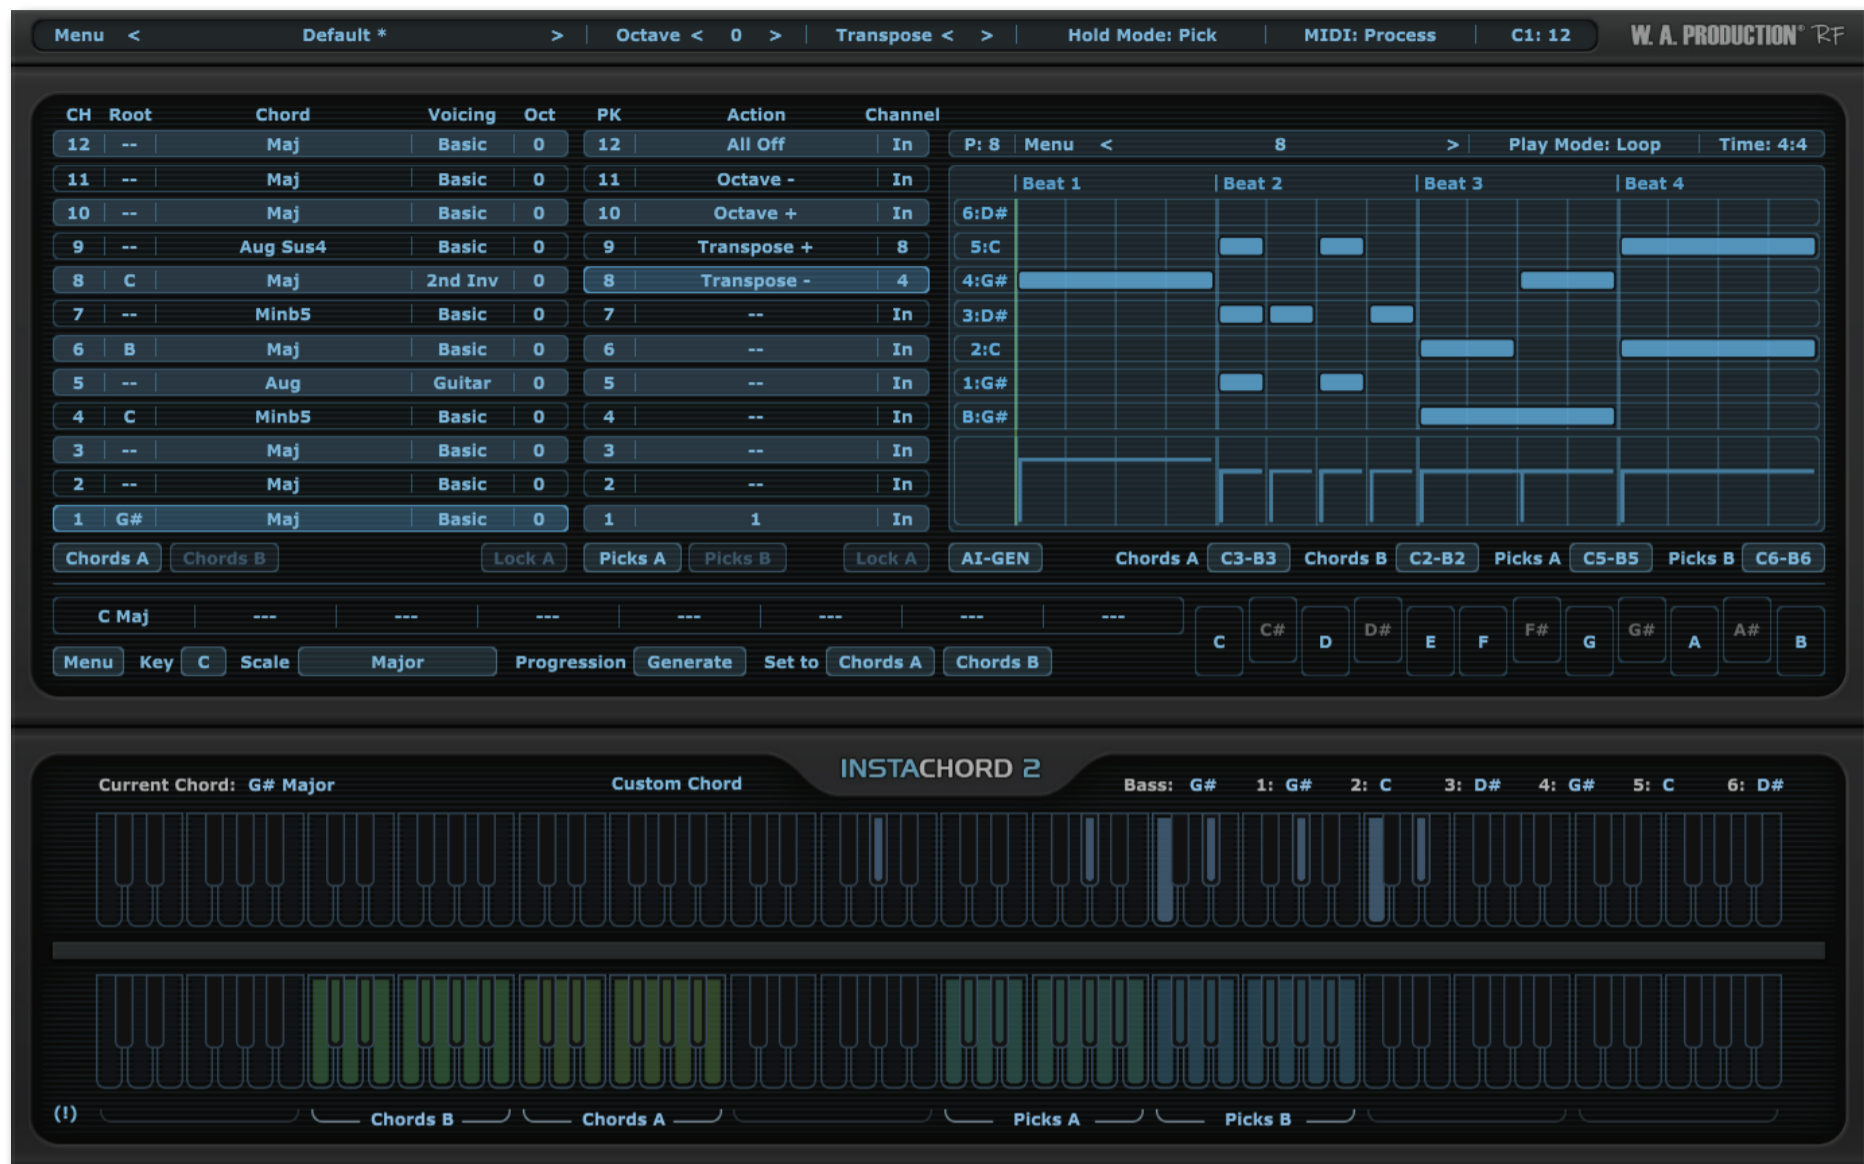 Menu < Default * > Octave < 0 > Transpose < > Hold Mode: Pick MIDI: Process C1: 12 W. A. PRODUCTION® RF
CH Root Chord Voicing Oct PK Action Channel
12 -- Maj Basic 0 12 All Off In P: 8 Menu < 8 > Play Mode: Loop Time: 4:4
11 -- Maj Basic 0 11 Octave - In Beat 1 Beat 2 Beat 3 Beat 4
10 -- Maj Basic 0 10 Octave + In 6:D#
9 -- Aug Sus4 Basic 0 9 Transpose + 8 5:C
8 C Maj 2nd Inv 0 8 Transpose - 4 4:G#
7 -- Minb5 Basic 0 7 -- In 3:D#
6 B Maj Basic 0 6 -- In 2:C
5 -- Aug Guitar 0 5 -- In 1:G#
4 C Minb5 Basic 0 4 -- In B:G#
3 -- Maj Basic 0 3 -- In
2 -- Maj Basic 0 2 -- In
1 G# Maj Basic 0 1 1 In
Chords A Chords B Lock A Picks A Picks B Lock A AI-GEN Chords A C3-B3 Chords B C2-B2 Picks A C5-B5 Picks B C6-B6
C Maj --- --- --- --- --- --- ---
C C# D D# E F F# G G# A A# B
Menu Key C Scale Major Progression Generate Set to Chords A Chords B
INSTACHORD 2
Current Chord: G# Major Custom Chord Bass: G# 1: G# 2: C 3: D# 4: G# 5: C 6: D#
(!) Chords B Chords A Picks A Picks B